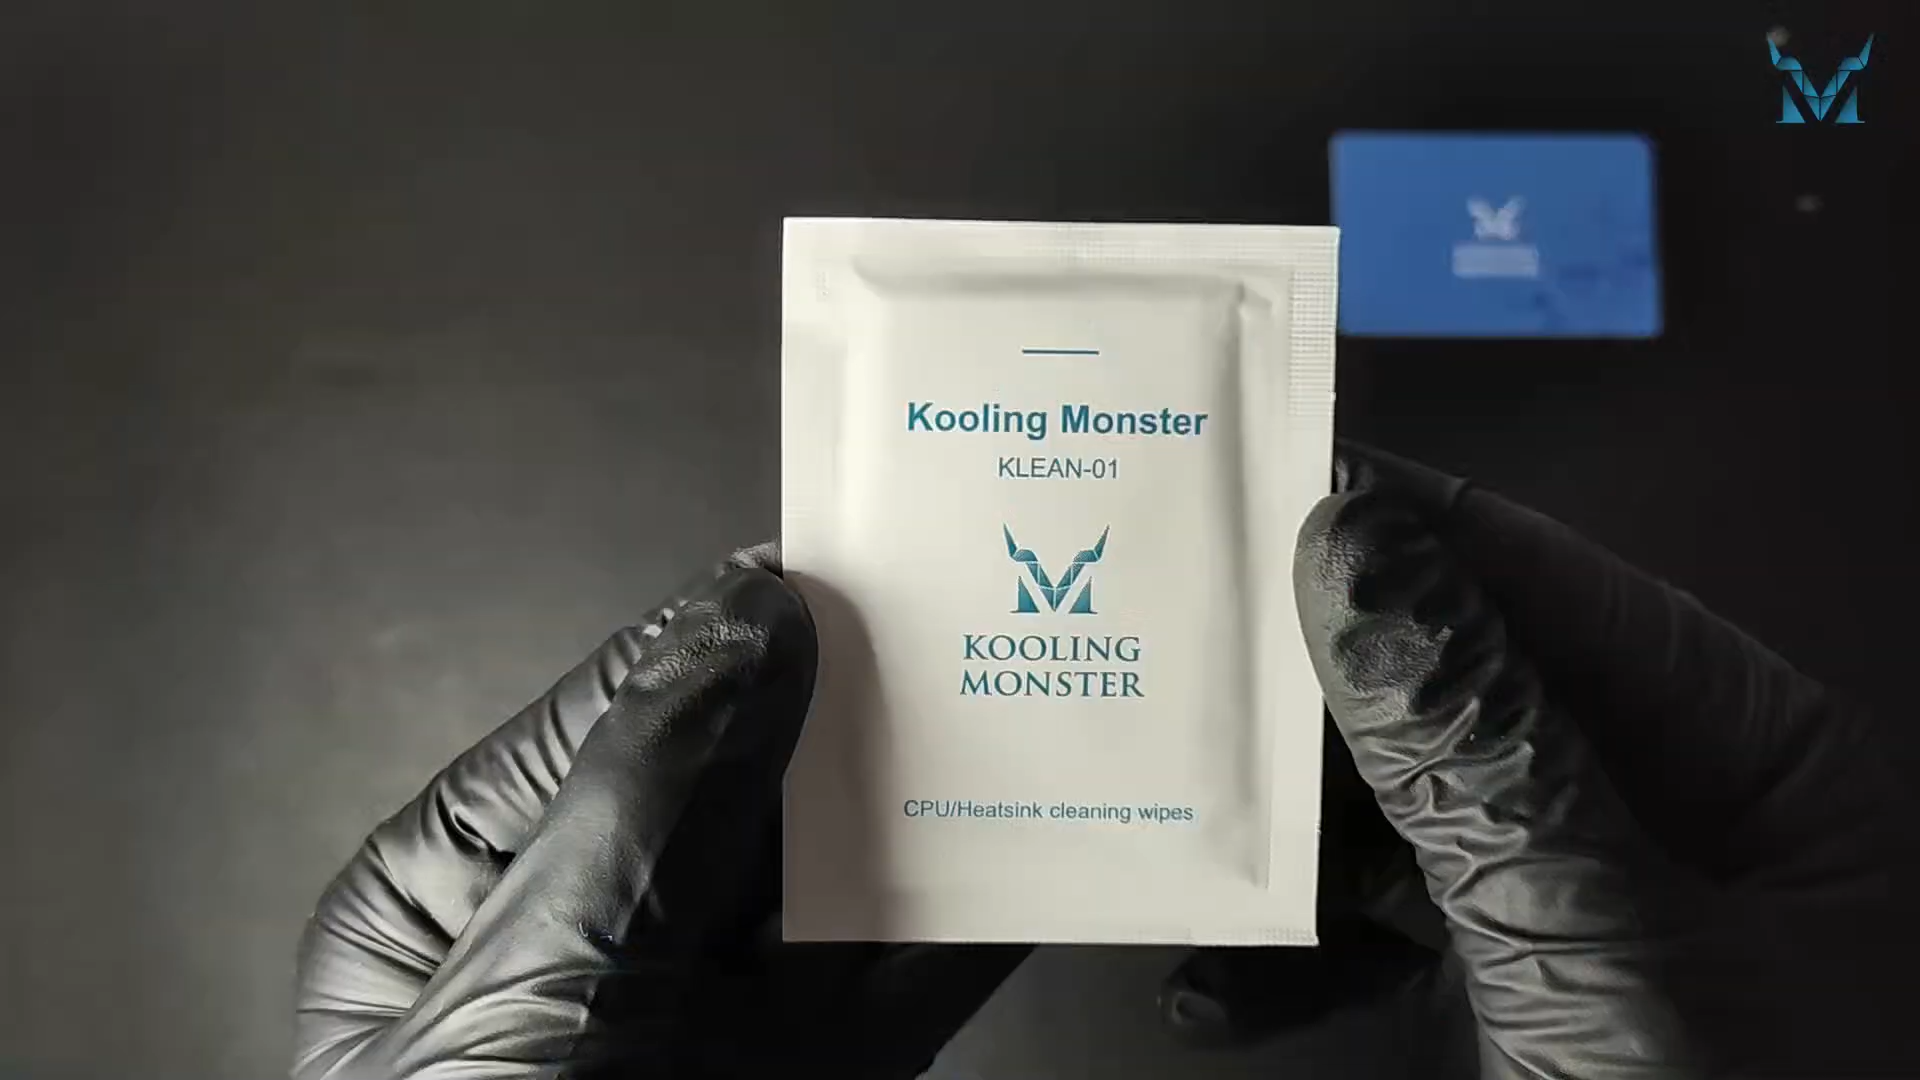 Kooling Monster
KLEAN-01
KOOLING
MONSTER
CPU/Heatsink cleaning wipes